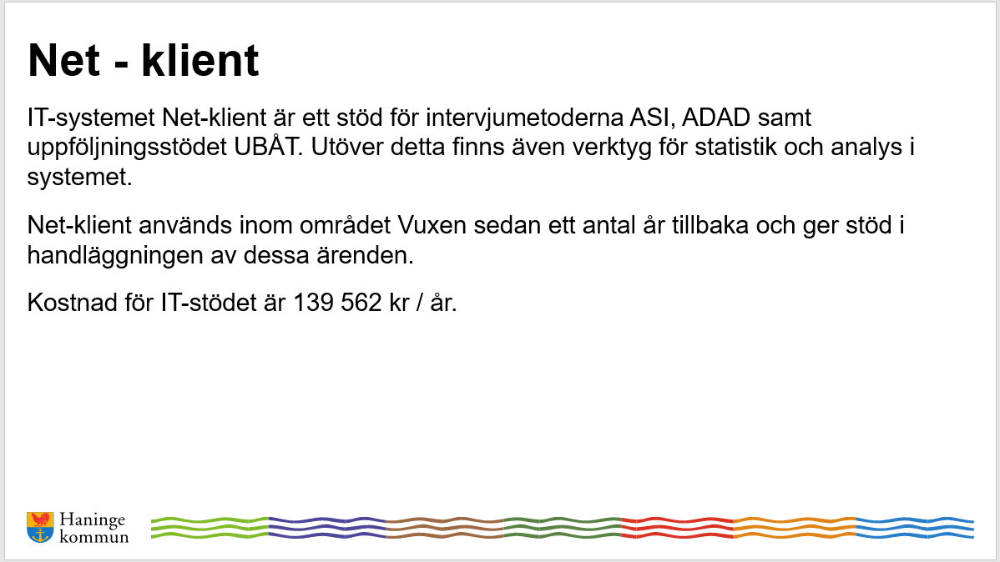 Net - klient
IT-systemet Net-klient är ett stöd för intervjumetoderna ASI, ADAD samt
uppföljningsstödet UBÅT. Utöver detta finns även verktyg för statistik och analys i
systemet.
Net-klient används inom området Vuxen sedan ett antal år tillbaka och ger stöd i
handläggningen av dessa ärenden.
Kostnad för IT-stödet är 139 562 kr / år.
Haninge
kommun